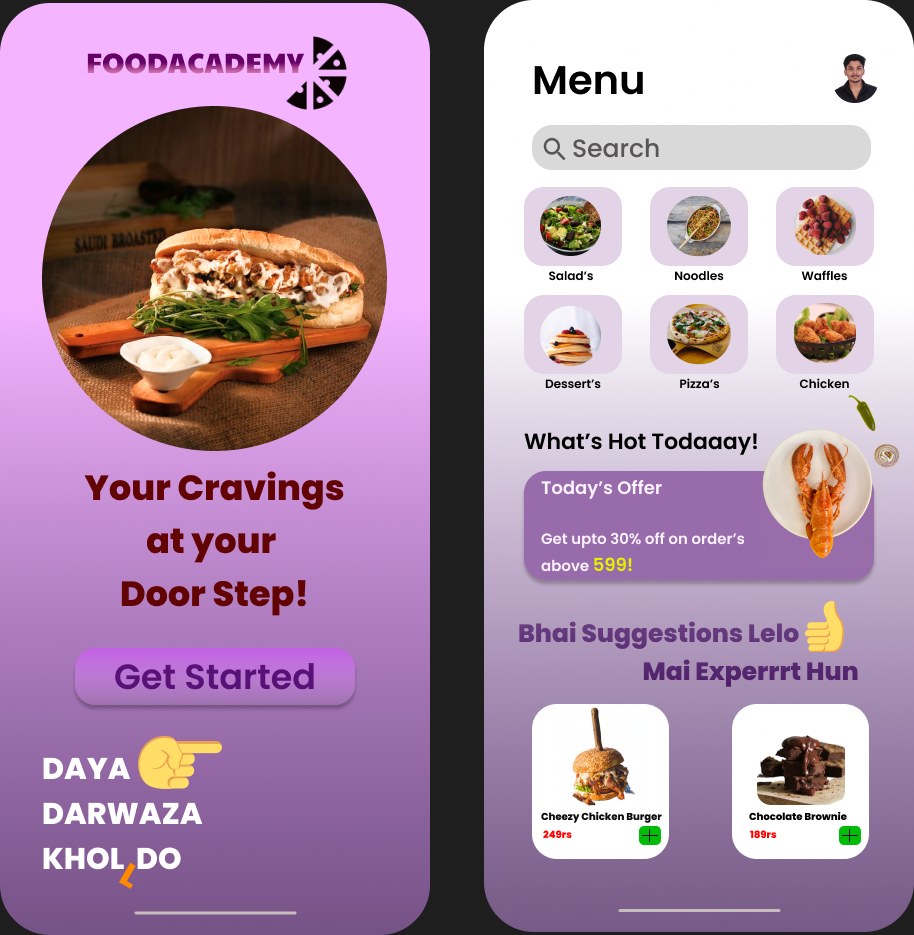 FOODACADEMY
SAUDI BROASTED
Your Cravings
at your
Door Step!
Get Started
DAYA
DARWAZA
KHOL DO
Menu
Search
Salad’s
Noodles
Waffles
Dessert’s
Pizza’s
Chicken
What’s Hot Todaaay!
Today’s Offer
Get upto 30% off on order’s
above 599!
Bhai Suggestions Lelo
Mai Experrrt Hun
Cheezy Chicken Burger
249rs
Chocolate Brownie
189rs